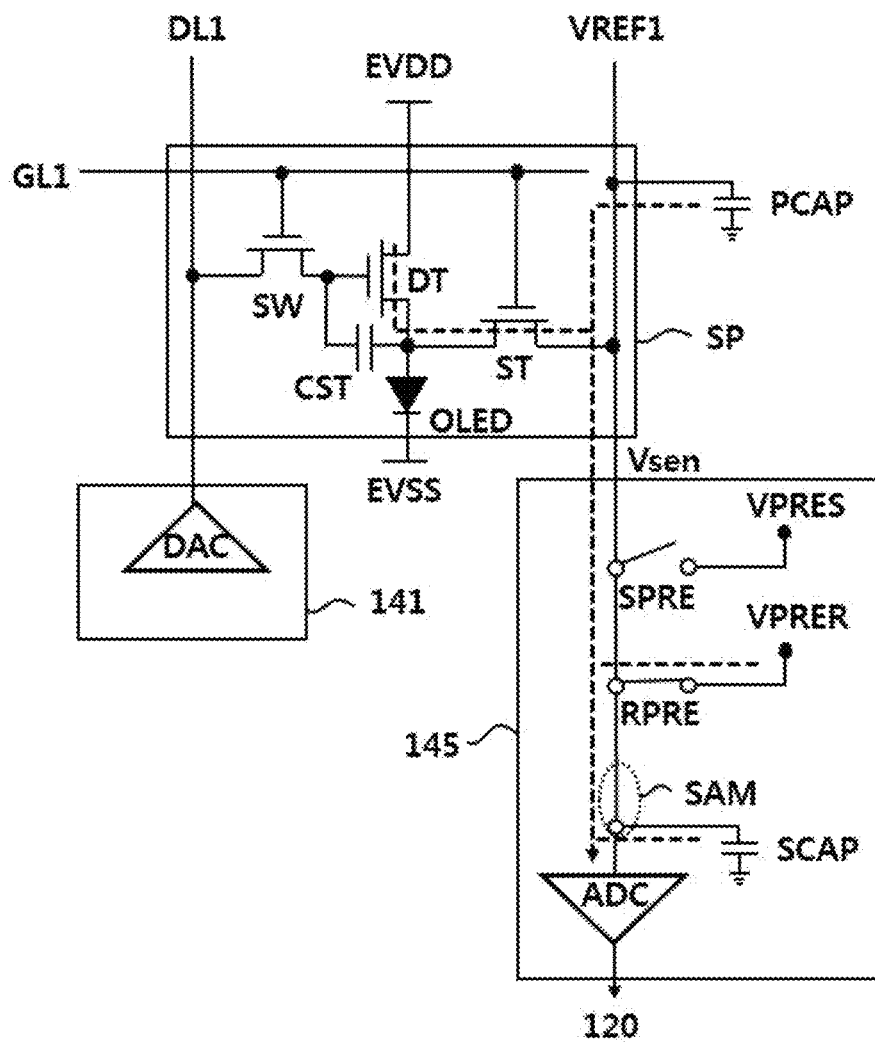 DL1
VREF1
EVDD
GL1
PCAP
DT
SW
SP
ST
CST
OLED
Vsen
EVSS
VPRES
DAC
141
SPRE
VPRER
RPRE
145
SAM
SCAP
ADC
120